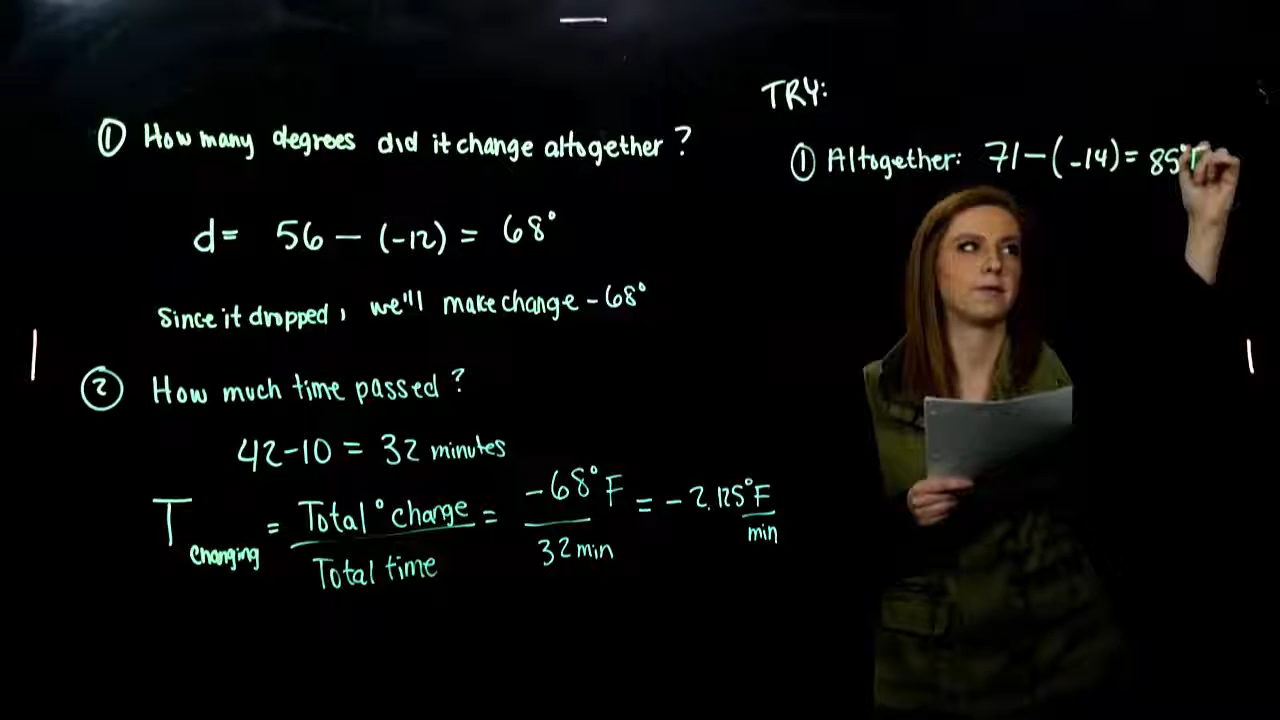 ① How many degrees did it change altogether?
d= 56 - (-12) = 68°
Since it dropped, we'll make change -68°
② How much time passed?
42-10 = 32 minutes
T changing = Total ° change / Total time = -68°F / 32 min = -2.125°F / min
TRY:
① Altogether: 71-(-14)= 85°F